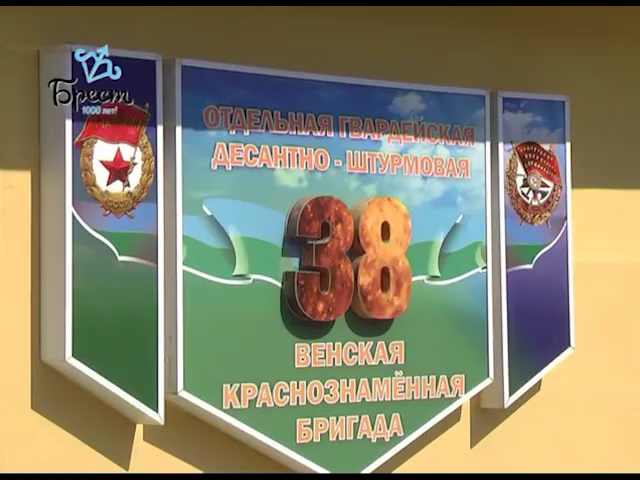 Брест
1000 лет!
ОТДЕЛЬНАЯ ГВАРДЕЙСКАЯ
ДЕСАНТНО - ШТУРМОВАЯ
38
ВЕНСКАЯ
КРАСНОЗНАМЁННАЯ
БРИГАДА